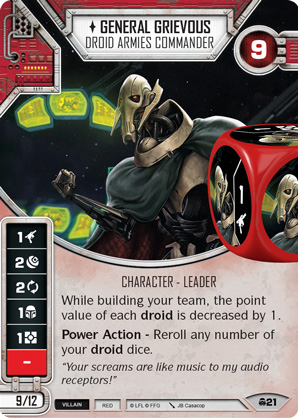 GENERAL GRIEVOUS
DROID ARMIES COMMANDER
9
1
2
2
1
1
–
1
CHARACTER - LEADER
While building your team, the point
value of each droid is decreased by 1.
Power Action - Reroll any number
of your droid dice.
“Your screams are like music to my audio
receptors!”
9/12
VILLAIN
RED
© LFL © FFG
JB Casacop
21